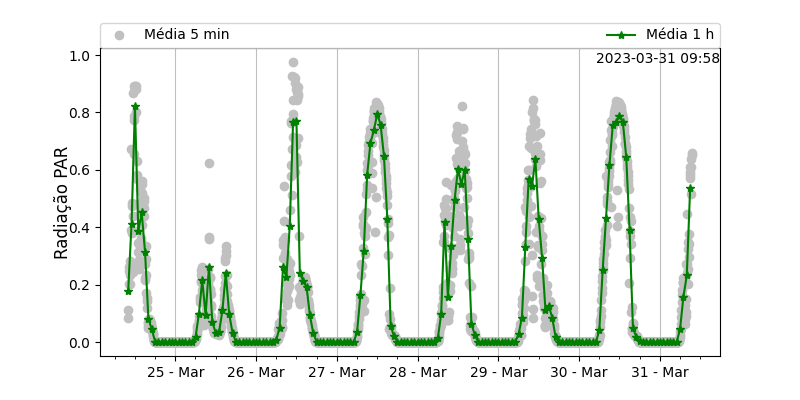 Média 5 min
Média 1 h
2023-03-31 09:58
Radiação PAR
1.0
0.8
0.6
0.4
0.2
0.0
25 - Mar
26 - Mar
27 - Mar
28 - Mar
29 - Mar
30 - Mar
31 - Mar